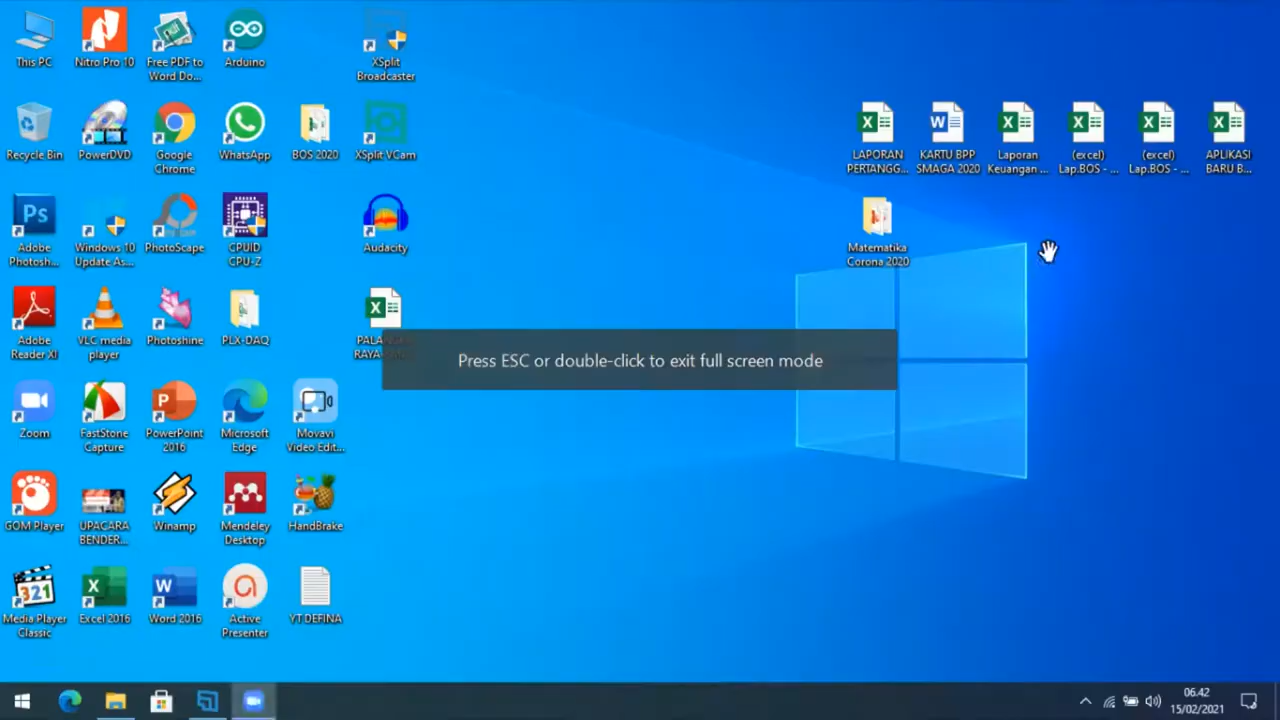 This PC
Nitro Pro 10
Free PDF to
Word Do...
Arduino
XSplit
Broadcaster
Recycle Bin
PowerDVD
Google
Chrome
WhatsApp
BOS 2020
XSplit VCam
LAPORAN
PERTANGG...
KARTU BPP
SMAGA 2020
Laporan
Keuangan ...
(excel)
Lap.BOS - ...
(excel)
Lap.BOS - ...
APLIKASI
BARU B...
Ps
Adobe
Photosh...
Windows 10
Update As...
PhotoScape
CPUID
CPU-Z
Audacity
Matematika
Corona 2020
Adobe
Reader XI
VLC media
player
Photoshine
PLX-DAQ
Press ESC or double-click to exit full screen mode
Zoom
FastStone
Capture
PowerPoint
2016
Microsoft
Edge
Movavi
Video Edit...
GOM Player
UPACARA
BENDER...
Winamp
Mendeley
Desktop
HandBrake
321
Media Player
Classic
Excel 2016
Word 2016
Active
Presenter
YT DEFINA
06.42
15/02/2021